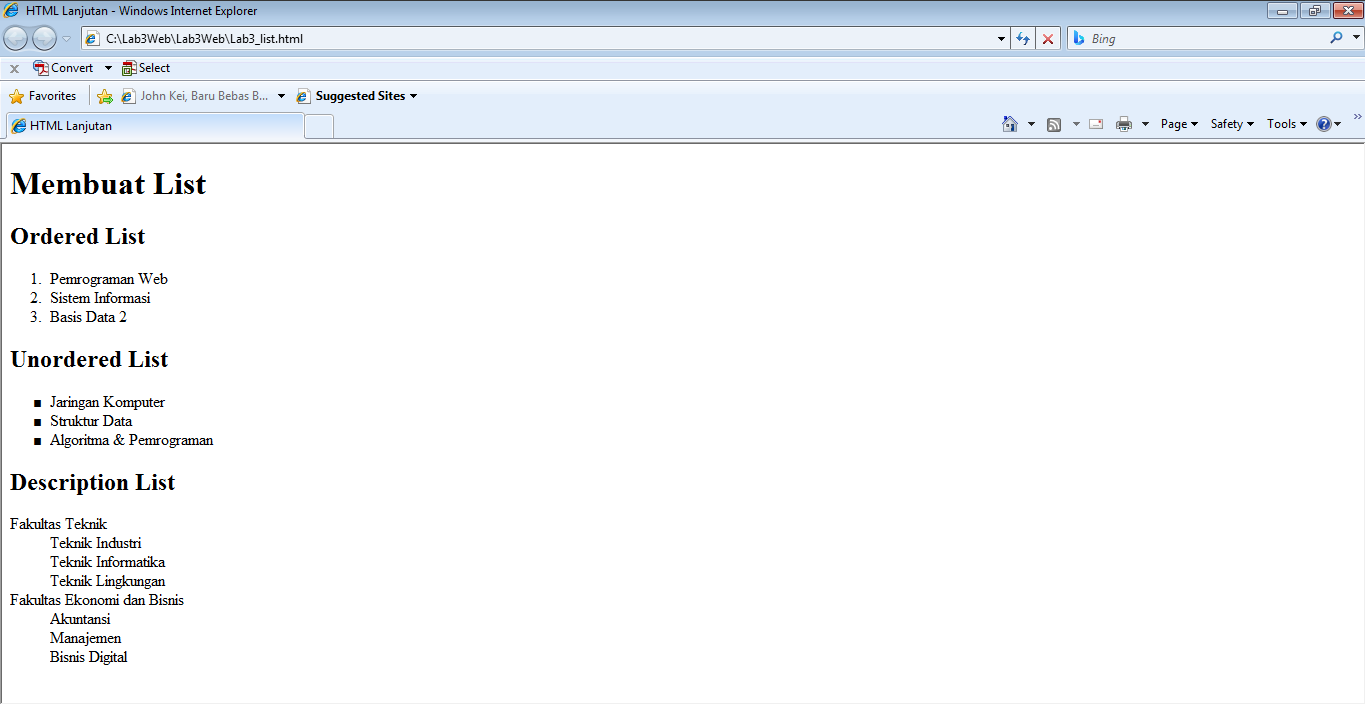 HTML Lanjutan - Windows Internet Explorer
C:\Lab3Web\Lab3Web\Lab3_list.html
Bing
x Convert Select
Favorites John Kei, Baru Bebas B... Suggested Sites
HTML Lanjutan Page Safety Tools
Membuat List
Ordered List
1. Pemrograman Web
2. Sistem Informasi
3. Basis Data 2
Unordered List
▪ Jaringan Komputer
▪ Struktur Data
▪ Algoritma & Pemrograman
Description List
Fakultas Teknik
Teknik Industri
Teknik Informatika
Teknik Lingkungan
Fakultas Ekonomi dan Bisnis
Akuntansi
Manajemen
Bisnis Digital